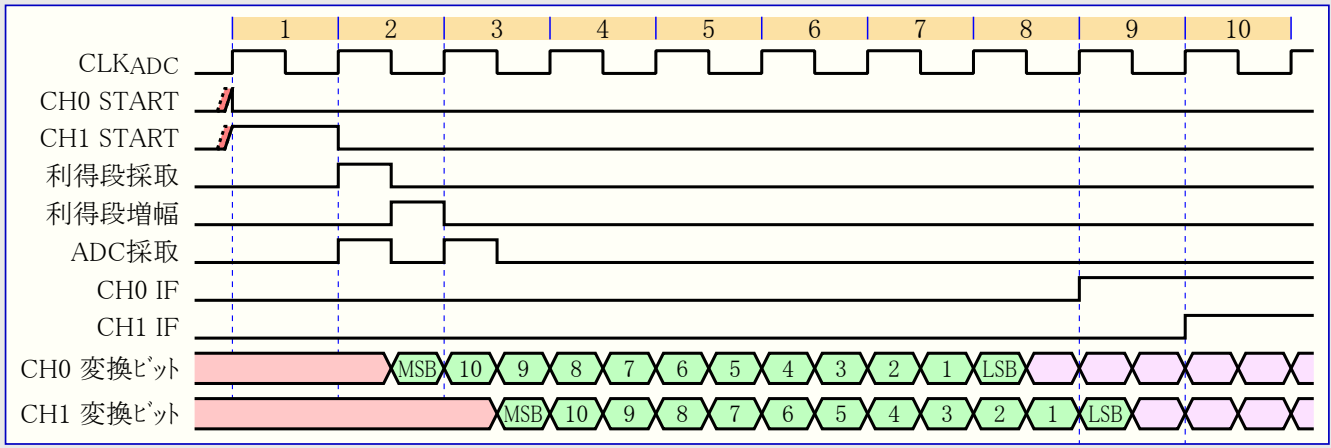 1 2 3 4 5 6 7 8 9 10
CLKADC
CH0 START
CH1 START
利得段採取
利得段増幅
ADC採取
CH0 IF
CH1 IF
CH0 変換ビット MSB 10 9 8 7 6 5 4 3 2 1 LSB
CH1 変換ビット MSB 10 9 8 7 6 5 4 3 2 1 LSB